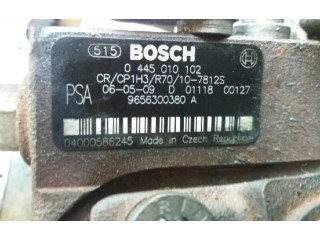 515 BOSCH
0 445 010 102
CR/CP1H3/R70/10-7812S
PSA 06-05-09 D 01118 00127
9656300380 A
04000586245 Made in Czech Republic